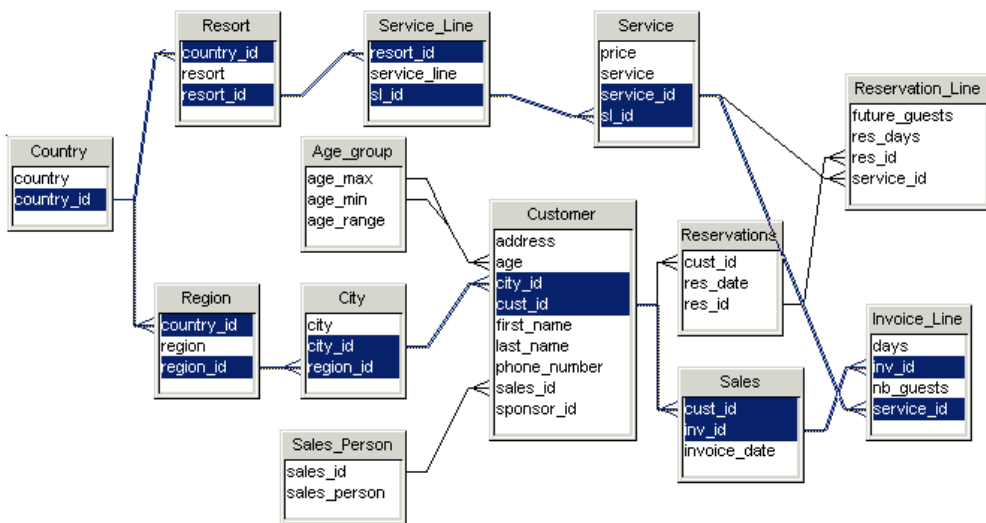 Resort
country_id
resort
resort_id
Service_Line
resort_id
service_line
sl_id
Service
price
service
service_id
sl_id
Reservation_Line
future_guests
res_days
res_id
service_id
Country
country
country_id
Age_group
age_max
age_min
age_range
Customer
address
age
city_id
cust_id
first_name
last_name
phone_number
sales_id
sponsor_id
Reservations
cust_id
res_date
res_id
Region
country_id
region
region_id
City
city
city_id
region_id
Invoice_Line
days
inv_id
nb_guests
service_id
Sales
cust_id
inv_id
invoice_date
Sales_Person
sales_id
sales_person